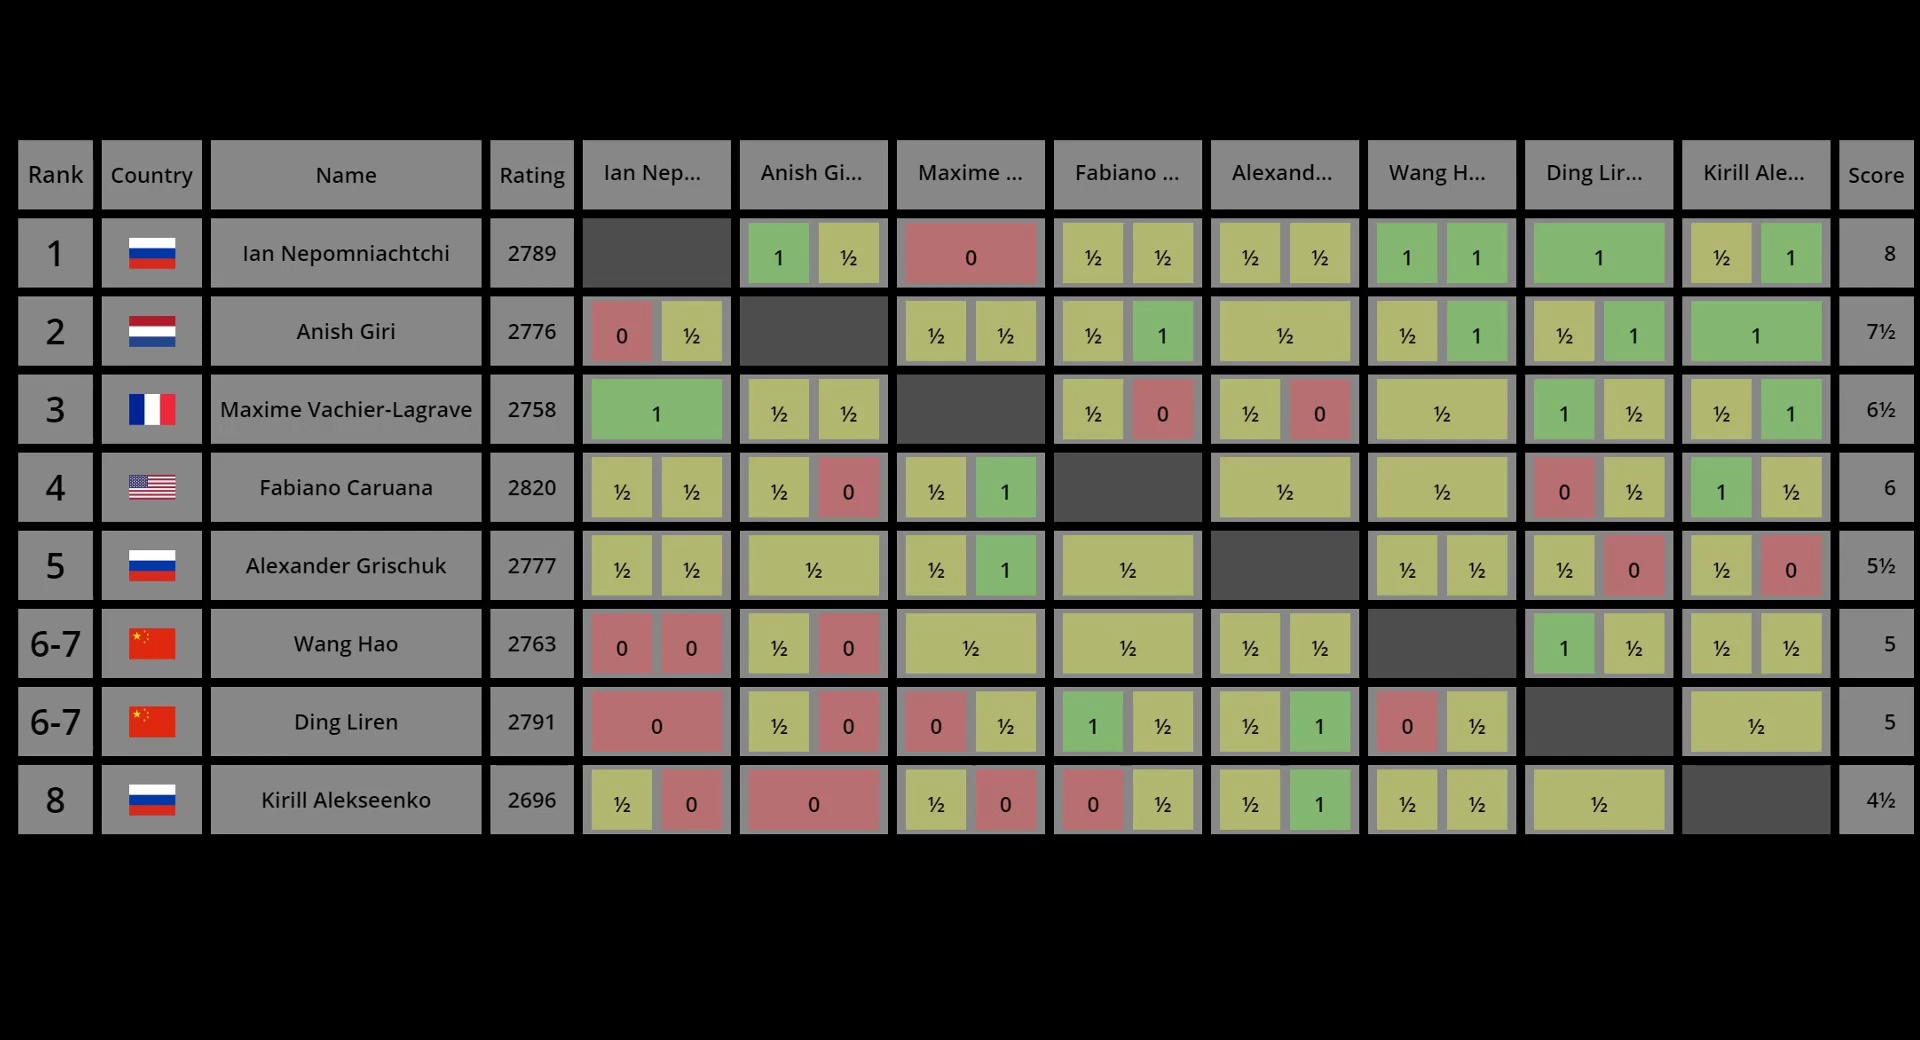 Rank Country Name Rating Ian Nep... Anish Gi... Maxime ... Fabiano ... Alexand... Wang H... Ding Lir... Kirill Ale... Score
1 Ian Nepomniachtchi 2789 1 ½ 0 ½ ½ ½ ½ 1 1 1 ½ 1 8
2 Anish Giri 2776 0 ½ ½ ½ ½ 1 ½ ½ 1 ½ 1 1 7½
3 Maxime Vachier-Lagrave 2758 1 ½ ½ ½ 0 ½ 0 ½ 1 ½ ½ 1 6½
4 Fabiano Caruana 2820 ½ ½ ½ 0 ½ 1 ½ ½ 0 ½ 1 ½ 6
5 Alexander Grischuk 2777 ½ ½ ½ ½ 1 ½ ½ ½ ½ 0 ½ 0 5½
6-7 Wang Hao 2763 0 0 ½ 0 ½ ½ ½ ½ 1 ½ ½ ½ 5
6-7 Ding Liren 2791 0 ½ 0 0 ½ 1 ½ ½ 1 0 ½ ½ 5
8 Kirill Alekseenko 2696 ½ 0 0 ½ 0 0 ½ ½ 1 ½ ½ ½ 4½